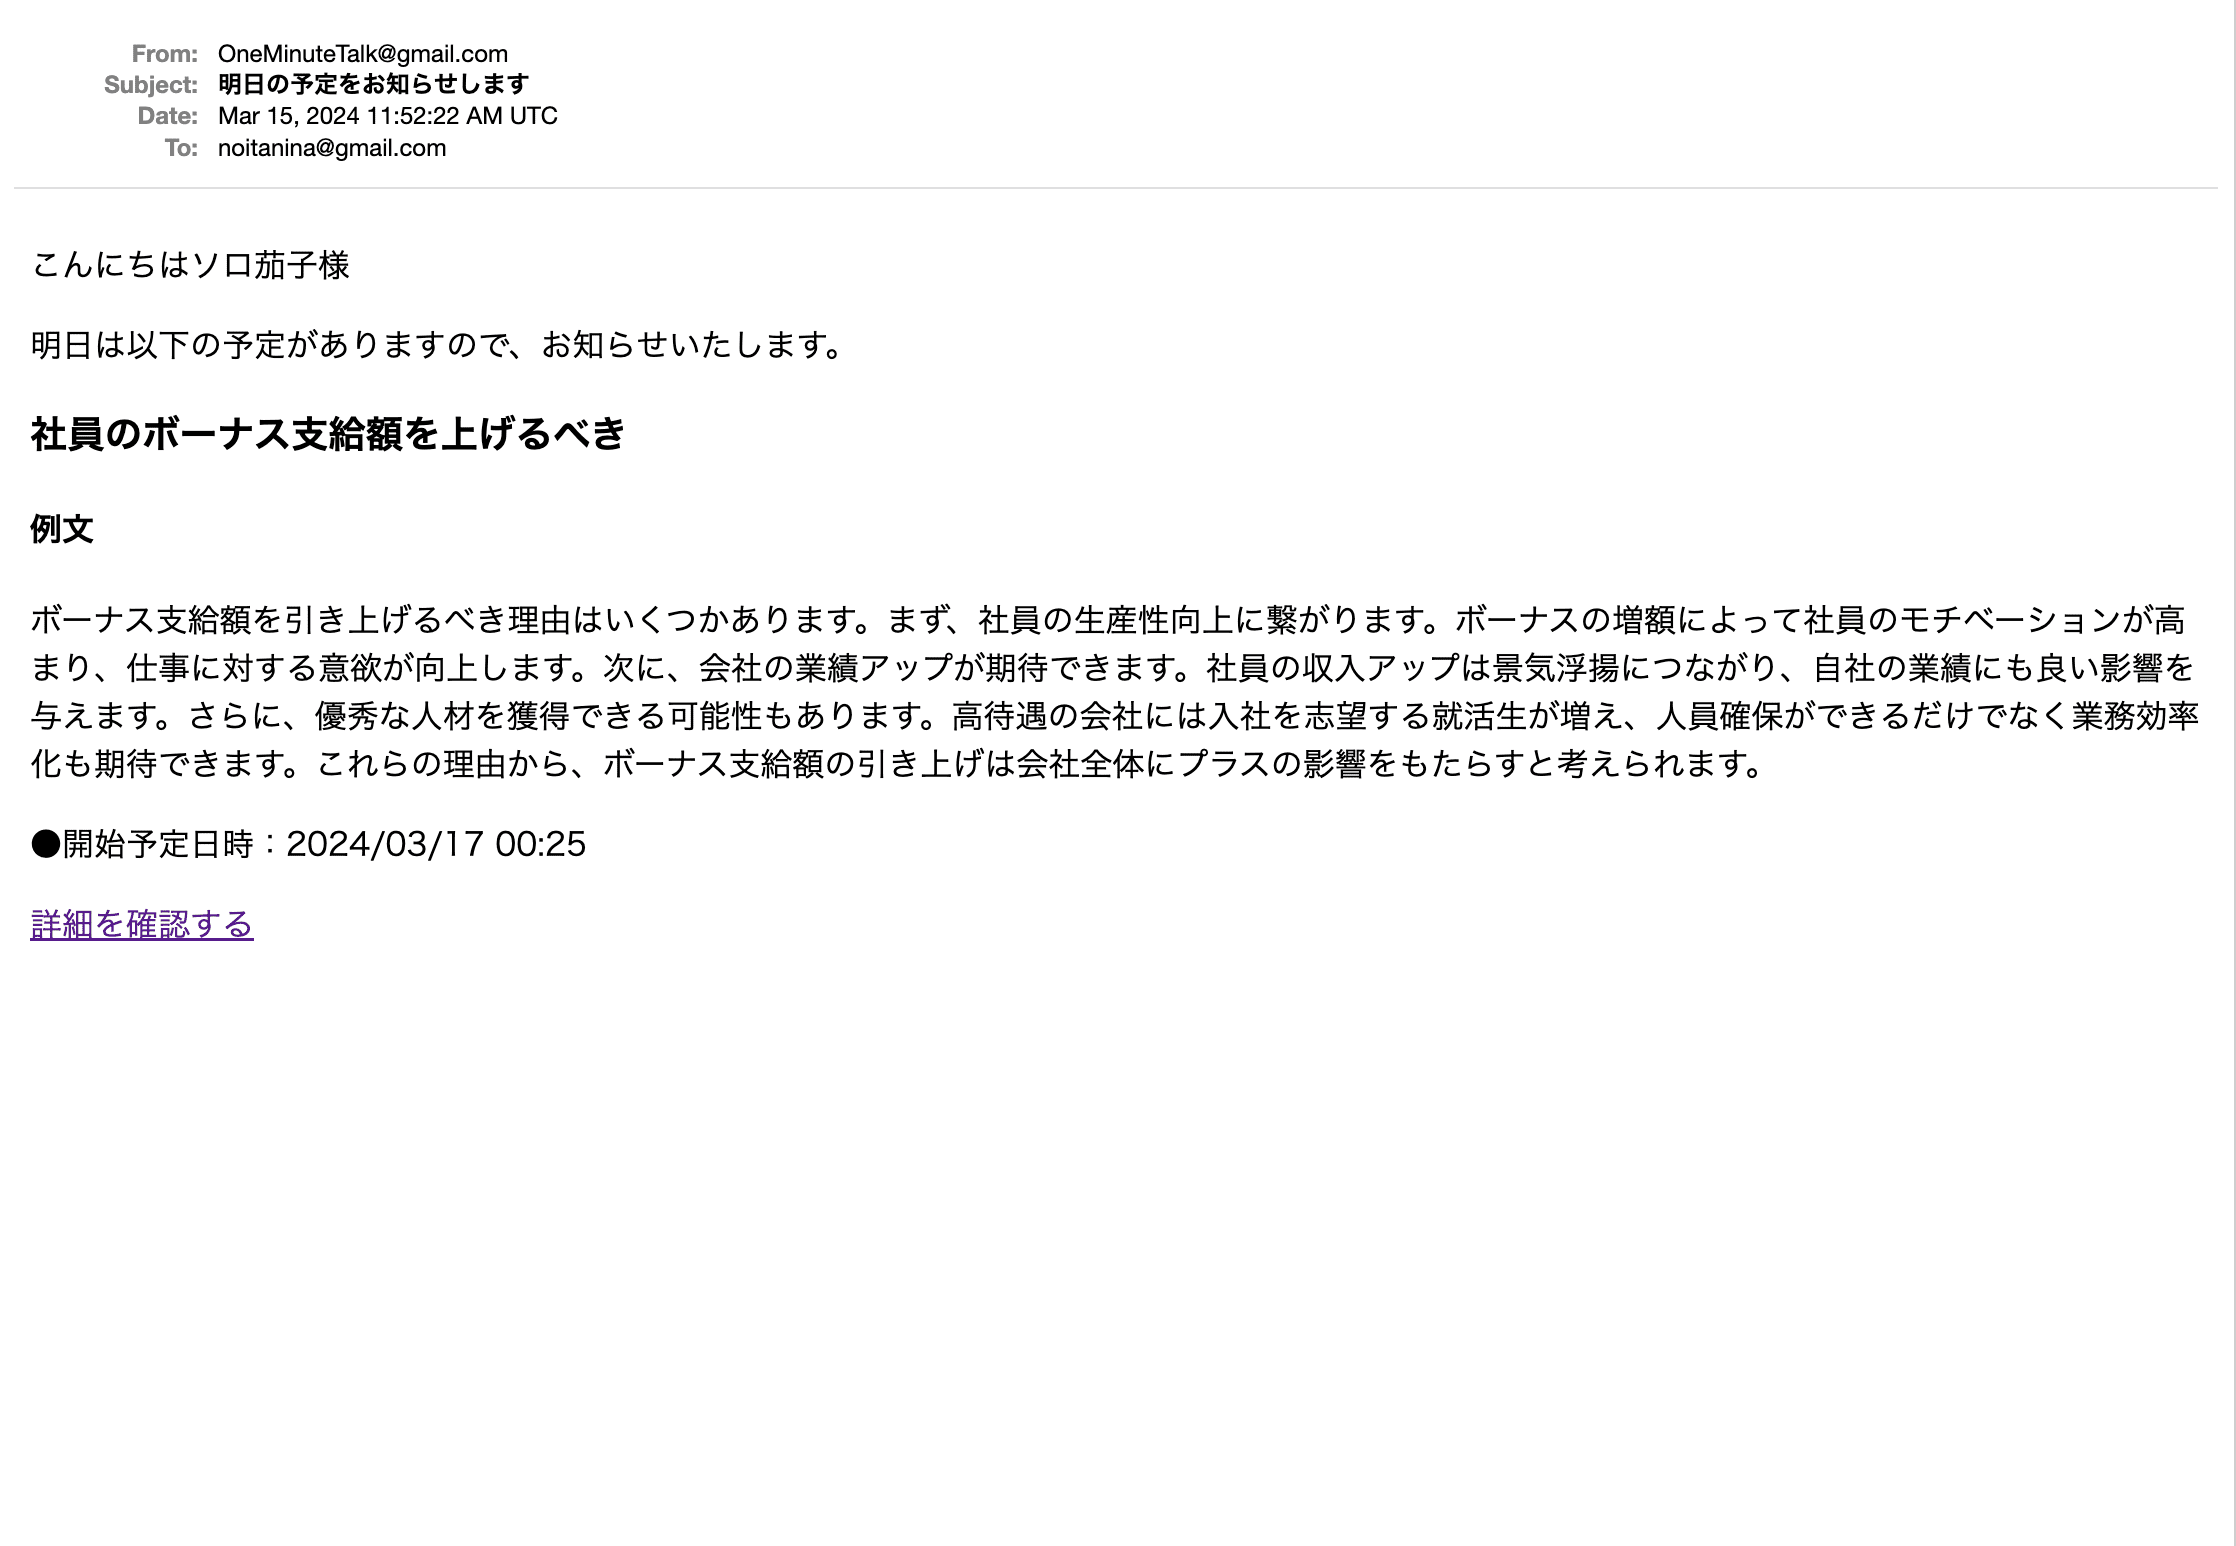 From: OneMinuteTalk@gmail.com
Subject: 明日の予定をお知らせします
Date: Mar 15, 2024 11:52:22 AM UTC
To: noitanina@gmail.com
こんにちはソロ茄子様
明日は以下の予定がありますので、お知らせいたします。
社員のボーナス支給額を上げるべき
例文
ボーナス支給額を引き上げるべき理由はいくつかあります。まず、社員の生産性向上に繋がります。ボーナスの増額によって社員のモチベーションが高
まり、仕事に対する意欲が向上します。次に、会社の業績アップが期待できます。社員の収入アップは景気浮揚につながり、自社の業績にも良い影響を
与えます。さらに、優秀な人材を獲得できる可能性もあります。高待遇の会社には入社を志望する就活生が増え、人員確保ができるだけでなく業務効率
化も期待できます。これらの理由から、ボーナス支給額の引き上げは会社全体にプラスの影響をもたらすと考えられます。
●開始予定日時：2024/03/17 00:25
詳細を確認する